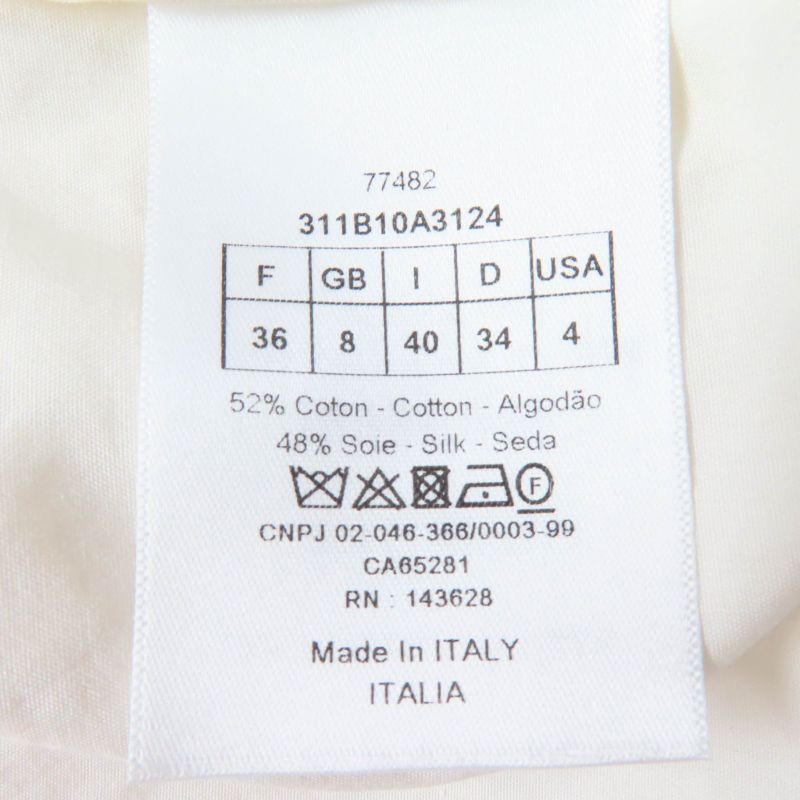 77482
311B10A3124
F GB I D USA
36 8 40 34 4
52% Coton - Cotton - Algodão
48% Soie - Silk - Seda
F
CNPJ 02-046-366/0003-99
CA65281
RN : 143628
Made In ITALY
ITALIA